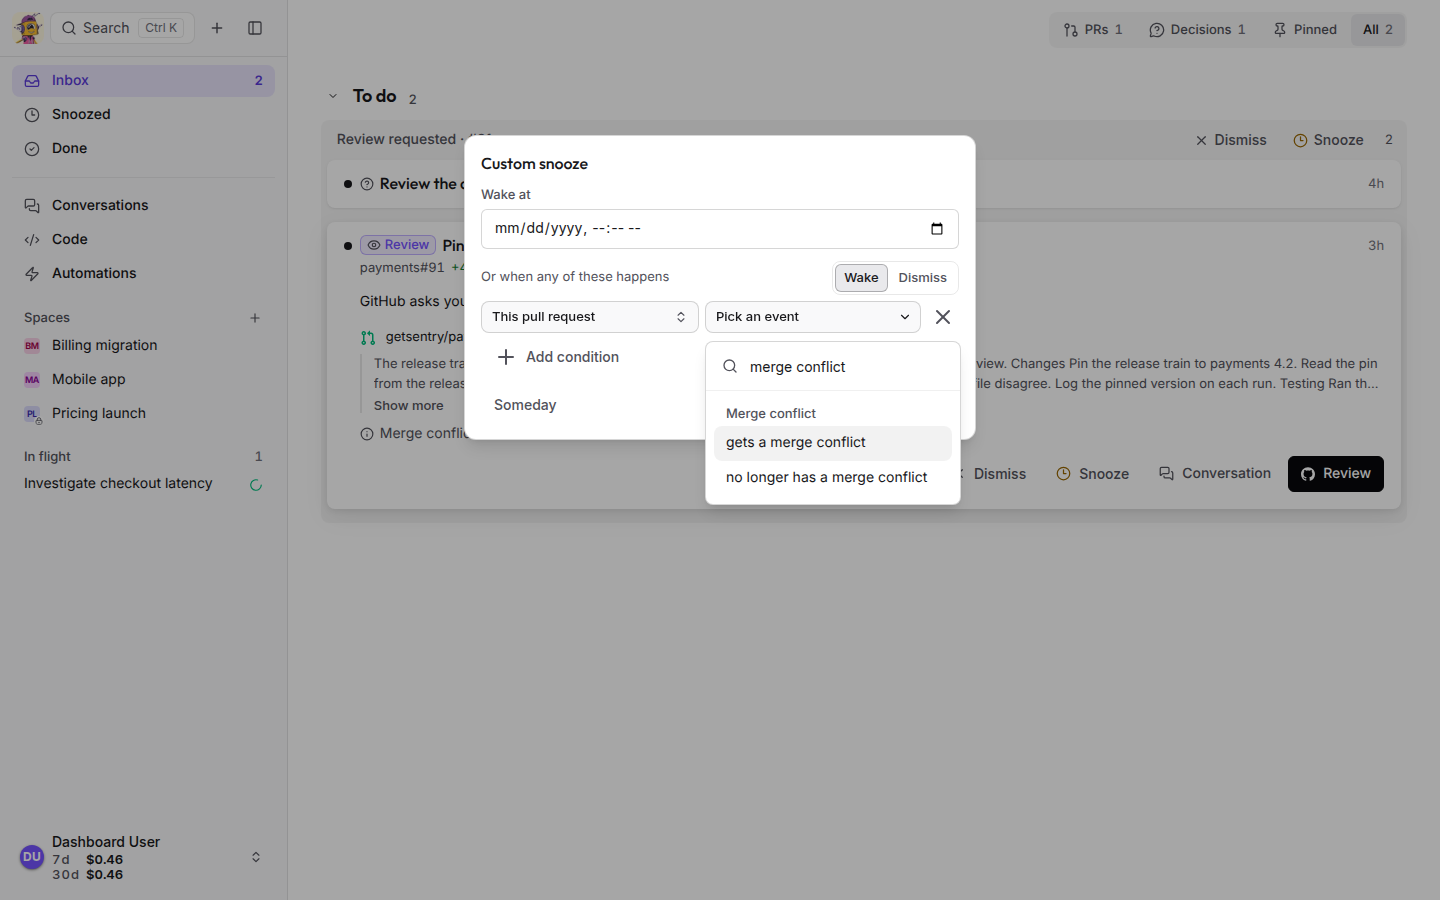 Search Ctrl K
PRs 1 Decisions 1 Pinned All 2
Inbox 2
Snoozed
Done
Conversations
Code
Automations
Spaces
BM Billing migration
MA Mobile app
PL Pricing launch
In flight 1
Investigate checkout latency
DU Dashboard User
7d $0.46
30d $0.46
To do 2
Review requested · Dismiss Snooze 2
Review the 4h
Review Pin 3h
payments#91
GitHub asks you
getsentry/pa
The release tra view. Changes Pin the release train to payments 4.2. Read the pin
from the releas ile disagree. Log the pinned version on each run. Testing Ran th...
Show more
Merge conflic
Dismiss Snooze Conversation Review
Custom snooze
Wake at
mm/dd/yyyy, --:-- --
Or when any of these happens Wake Dismiss
This pull request Pick an event
Add condition
Someday
merge conflict
Merge conflict
gets a merge conflict
no longer has a merge conflict